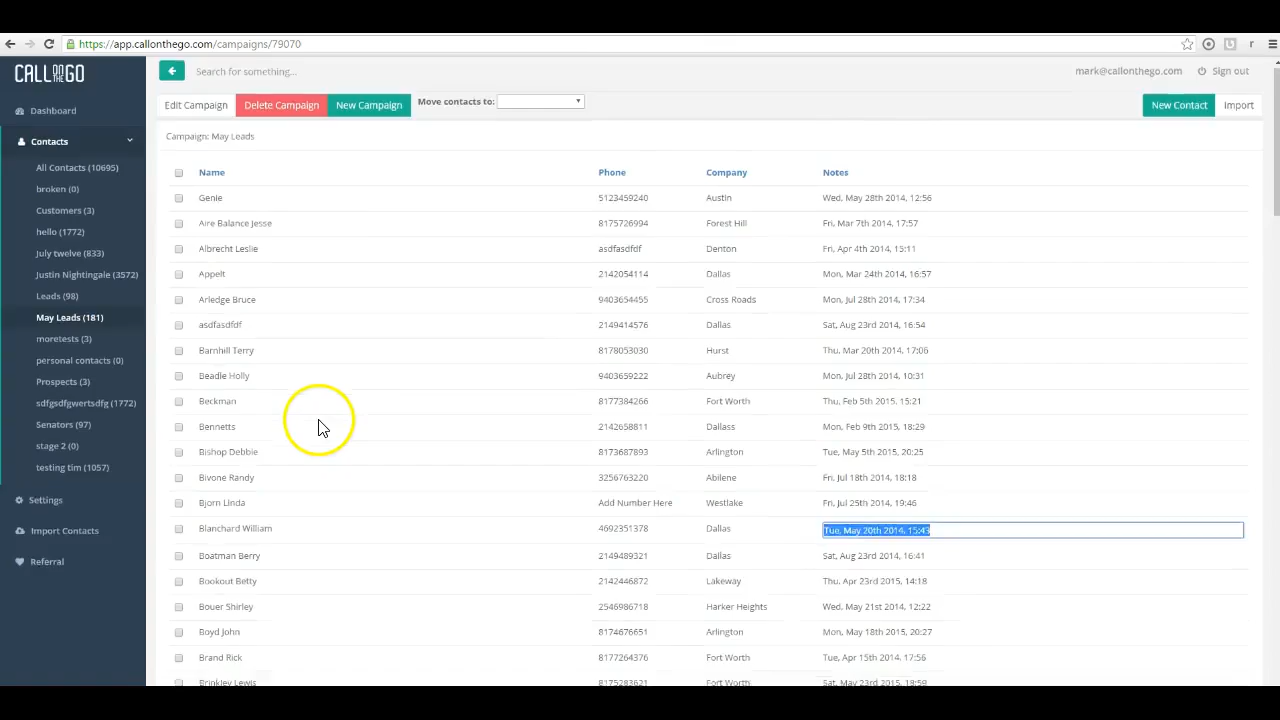 https://app.callonthego.com/campaigns/79070
CALL ON THE GO
Search for something...
mark@callonthego.com Sign out
Edit Campaign Delete Campaign New Campaign Move contacts to: New Contact Import
Campaign: May Leads
Dashboard
Contacts
All Contacts (10695)
broken (0)
Customers (3)
hello (1772)
July twelve (833)
Justin Nightingale (3572)
Leads (98)
May Leads (181)
moretests (3)
personal contacts (0)
Prospects (3)
sdfgsdfgwertsdfg (1772)
Senators (97)
stage 2 (0)
testing tim (1057)
Settings
Import Contacts
Referral
Name Phone Company Notes
Genie 5123459240 Austin Wed, May 28th 2014, 12:56
Aire Balance Jesse 8175726994 Forest Hill Fri, Mar 7th 2014, 17:57
Albrecht Leslie asdfasfdf Denton Fri, Apr 4th 2014, 15:11
Appelt 2142054114 Dallas Mon, Mar 24th 2014, 16:57
Arledge Bruce 9403654455 Cross Roads Mon, Jul 28th 2014, 17:34
asdfasdfdf 2149414576 Dallas Sat, Aug 23rd 2014, 16:54
Barnhill Terry 8178053030 Hurst Thu, Mar 20th 2014, 17:06
Beadle Holly 9403659222 Aubrey Mon, Jul 28th 2014, 10:31
Beckman 8177384266 Fort Worth Thu, Feb 5th 2015, 15:21
Bennetts 2142658811 Dallass Mon, Feb 9th 2015, 18:29
Bishop Debbie 8173687893 Arlington Tue, May 5th 2015, 20:25
Bivone Randy 3256763220 Abilene Fri, Jul 18th 2014, 18:18
Bjorn Linda Add Number Here Westlake Fri, Jul 25th 2014, 19:46
Blanchard William 4692351378 Dallas Tue, May 20th 2014, 15:43
Boatman Berry 2149489321 Dallas Sat, Aug 23rd 2014, 16:41
Bookout Betty 2142446872 Lakeway Thu, Apr 23rd 2015, 14:18
Bouer Shirley 2546986718 Harker Heights Wed, May 21st 2014, 12:22
Boyd John 8174676651 Arlington Mon, May 18th 2015, 20:27
Brand Rick 8177264376 Fort Worth Tue, Apr 15th 2014, 17:56
Brinkley Lewis 8175283621 Fort Worth Sat, May 23rd 2015, 18:59